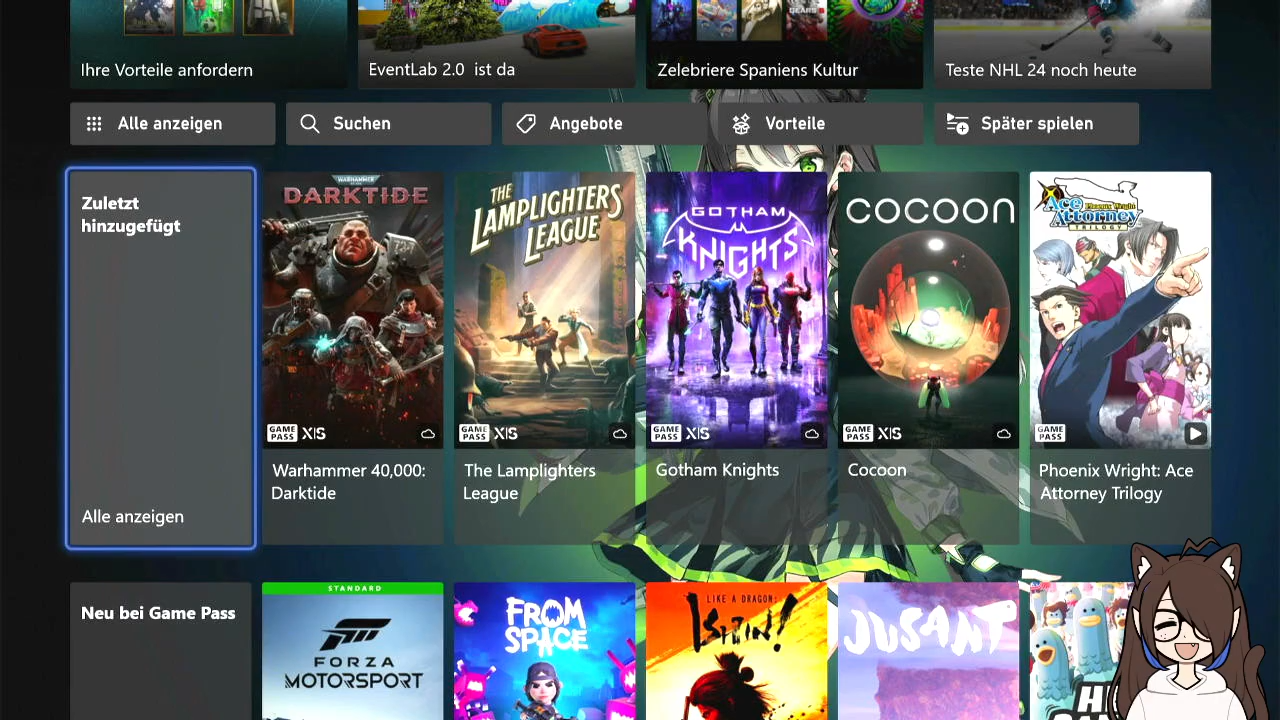 GEARS
Ihre Vorteile anfordern
EventLab 2.0 ist da
Zelebriere Spaniens Kultur
Teste NHL 24 noch heute
Alle anzeigen
Suchen
Angebote
Vorteile
Später spielen
Zuletzt
hinzugefügt
Alle anzeigen
WARHAMMER
DARKTIDE
GAME
PASS
X|S
Warhammer 40,000:
Darktide
THE
LAMPLIGHTERS
LEAGUE
GAME
PASS
X|S
The Lamplighters
League
GOTHAM
KNIGHTS
GAME
PASS
X|S
Gotham Knights
COCOON
GAME
PASS
X|S
Cocoon
Phoenix Wright
Ace
Attorney
TRILOGY
GAME
PASS
Phoenix Wright: Ace
Attorney Trilogy
Neu bei Game Pass
STANDARD
FORZA
MOTORSPORT
FROM
SPACE
LIKE A DRAGON:
ISHIN!
JUSANT